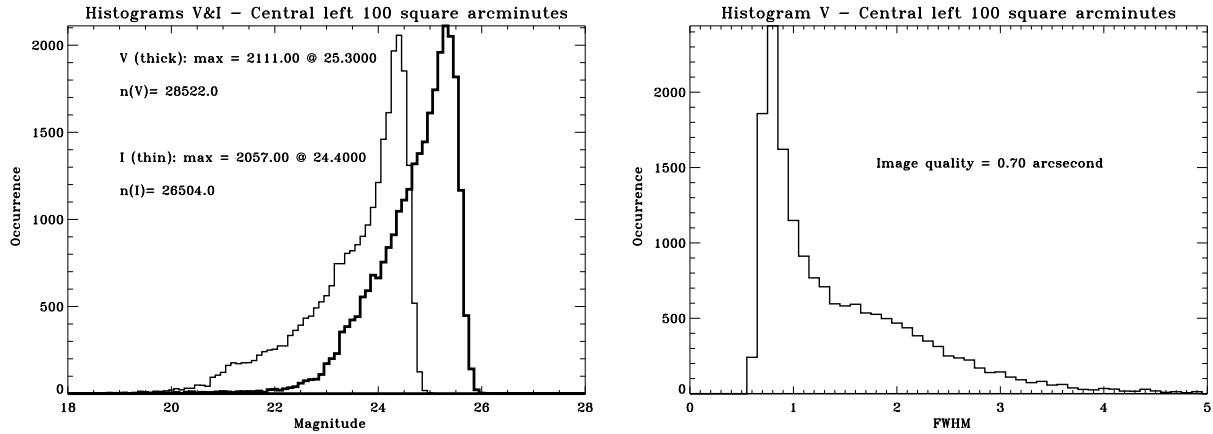 Histograms V&I - Central left 100 square arcminutes
V (thick): max = 2111.00 @ 25.3000
n(V)= 28522.0
I (thin): max = 2057.00 @ 24.4000
n(I)= 26504.0
Occurrence
2000
1500
1000
500
0
18 20 22 24 26 28
Magnitude
Histogram V - Central left 100 square arcminutes
Image quality = 0.70 arcsecond
Occurrence
2000
1500
1000
500
0
0 1 2 3 4 5
FWHM